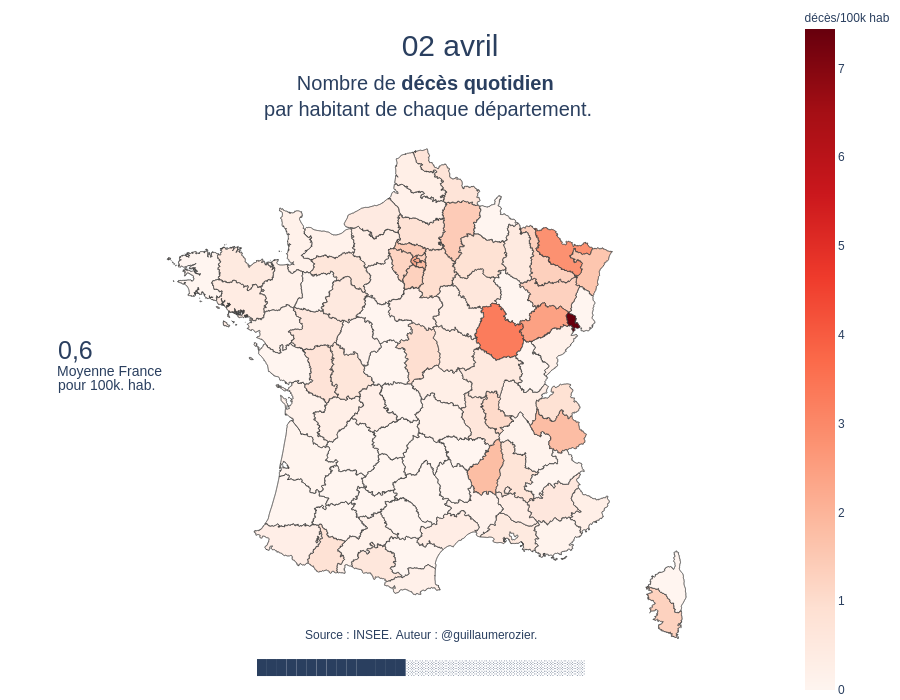 décès/100k hab
02 avril
Nombre de décès quotidien
par habitant de chaque département.
7
6
5
4
3
2
1
0
0,6
Moyenne France
pour 100k. hab.
Source : INSEE. Auteur : @guillaumerozier.